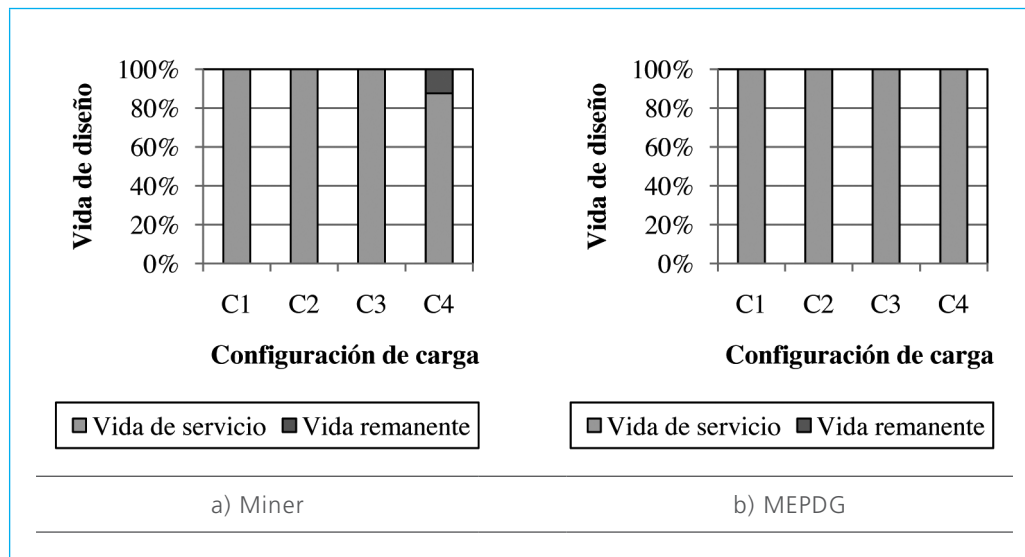 Vida de diseño
100%
80%
60%
40%
20%
0%
C1 C2 C3 C4
Configuración de carga
Vida de servicio Vida remanente
a) Miner
Vida de diseño
100%
80%
60%
40%
20%
0%
C1 C2 C3 C4
Configuración de carga
Vida de servicio Vida remanente
b) MEPDG